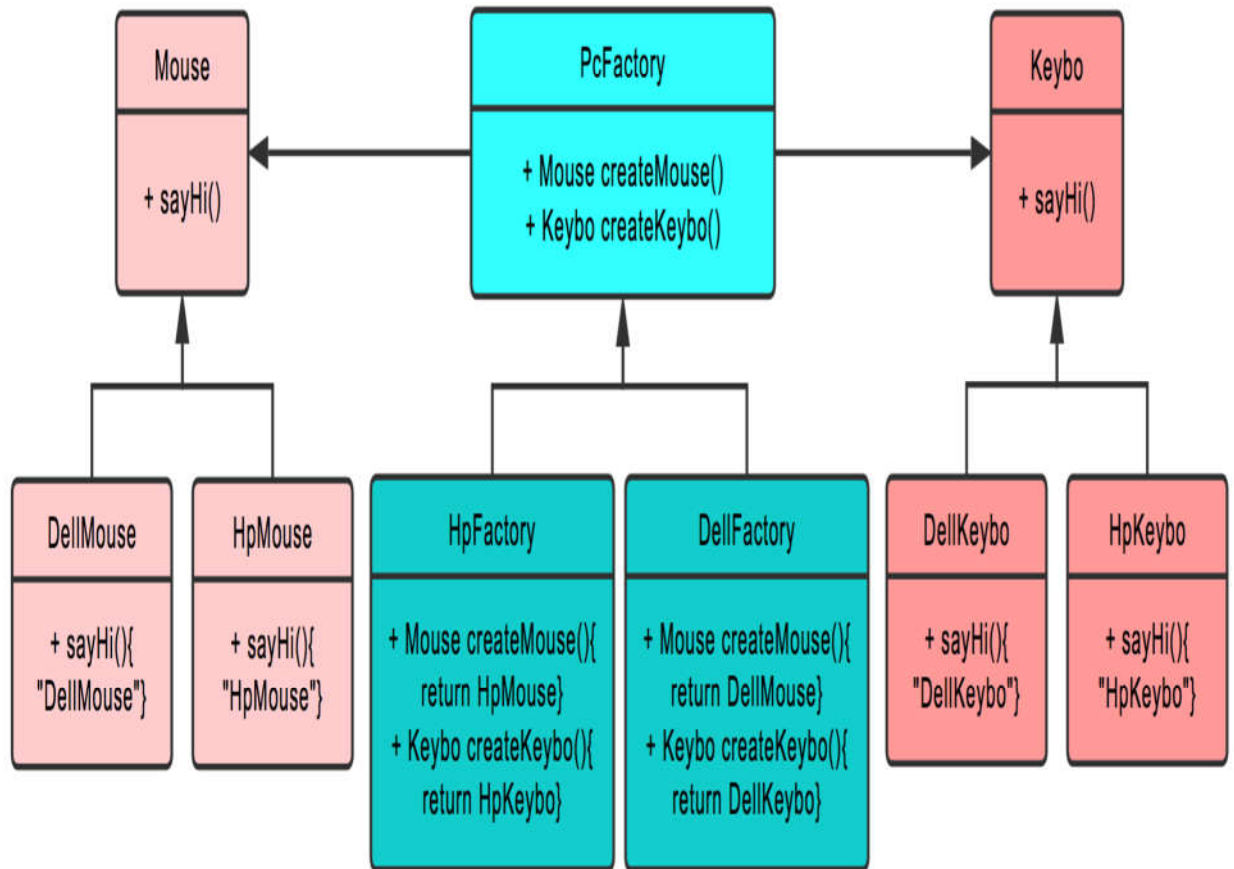 Mouse
+ sayHi()
PcFactory
+ Mouse createMouse()
+ Keybo createKeybo()
Keybo
+ sayHi()
DellMouse
+ sayHi(){
"DellMouse"}
HpMouse
+ sayHi(){
"HpMouse"}
HpFactory
+ Mouse createMouse(){
return HpMouse}
+ Keybo createKeybo(){
return HpKeybo}
DellFactory
+ Mouse createMouse(){
return DellMouse}
+ Keybo createKeybo(){
return DellKeybo}
DellKeybo
+ sayHi(){
"DellKeybo"}
HpKeybo
+ sayHi(){
"HpKeybo"}